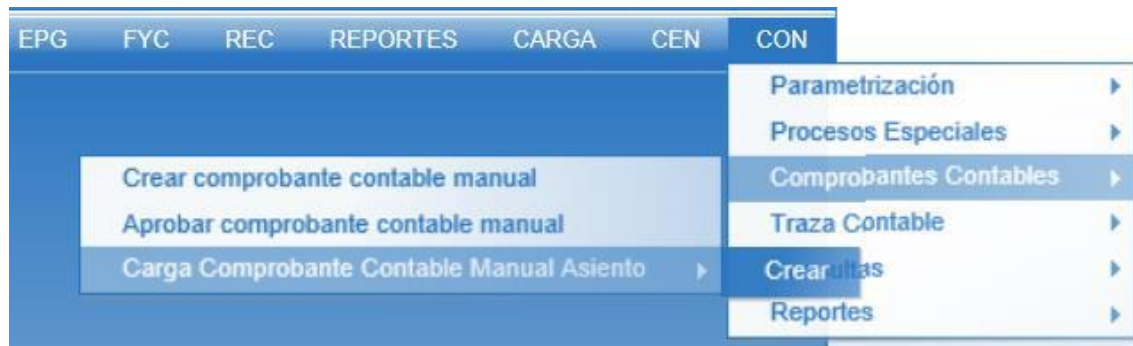 EPG FYC REC REPORTES CARGA CEN CON
Parametrización
Procesos Especiales
Crear comprobante contable manual
Comprobantes Contables
Aprobar comprobante contable manual
Traza Contable
Carga Comprobante Contable Manual Asiento
Crear
Reportes